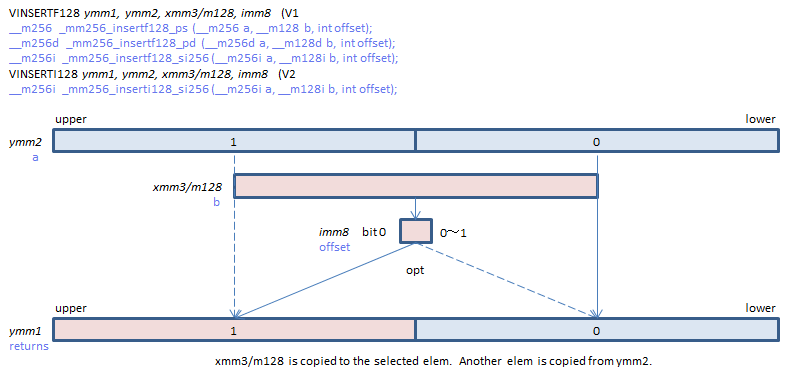 VINSERTF128 ymm1, ymm2, xmm3/m128, imm8 (V1
__m256 _mm256_insertf128_ps (__m256 a, __m128 b, int offset);
__m256d _mm256_insertf128_pd (__m256d a, __m128d b, int offset);
__m256i _mm256_insertf128_si256 (__m256i a, __m128i b, int offset);
VINSERTI128 ymm1, ymm2, xmm3/m128, imm8 (V2
__m256i _mm256_inserti128_si256 (__m256i a, __m128i b, int offset);
upper lower
ymm2 1 0
a
xmm3/m128
b
imm8 bit 0 0～1
offset
opt
upper lower
ymm1 1 0
returns
xmm3/m128 is copied to the selected elem. Another elem is copied from ymm2.